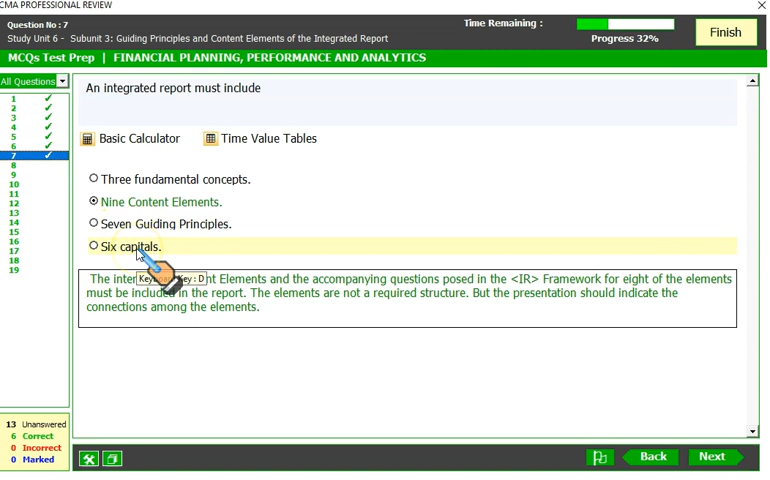 CMA PROFESSIONAL REVIEW
Question No : 7
Study Unit 6 - Subunit 3: Guiding Principles and Content Elements of the Integrated Report
Time Remaining :
Progress 32%
Finish
MCQs Test Prep | FINANCIAL PLANNING, PERFORMANCE AND ANALYTICS
All Questions
1
2
3
4
5
6
7
8
9
10
11
12
13
14
15
16
17
18
19
An integrated report must include
Basic Calculator
Time Value Tables
Three fundamental concepts.
Nine Content Elements.
Seven Guiding Principles.
Six capitals.
Key : D
The inter nt Elements and the accompanying questions posed in the <IR> Framework for eight of the elements
must be included in the report. The elements are not a required structure. But the presentation should indicate the
connections among the elements.
13 Unanswered
6 Correct
0 Incorrect
0 Marked
Back
Next